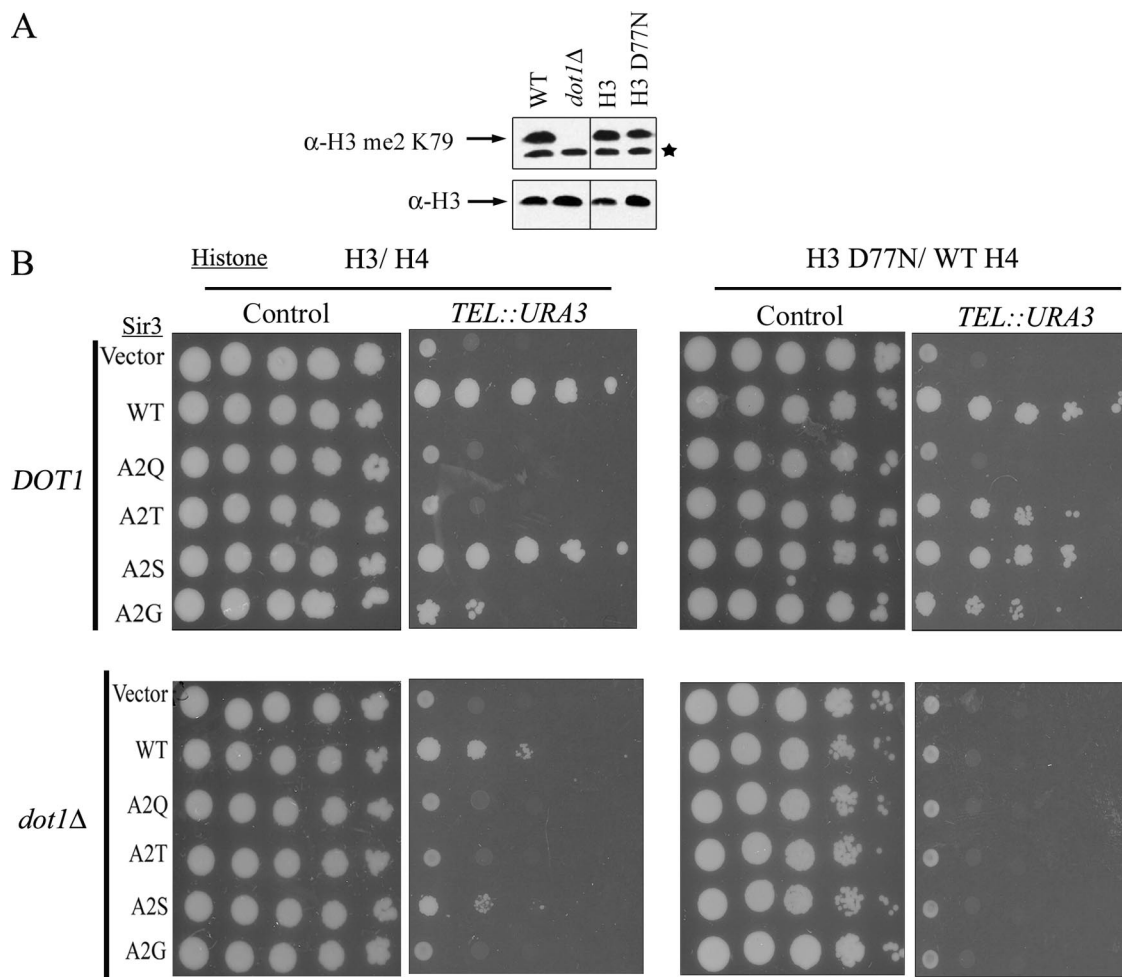 A
WT
dot1Δ
H3
H3 D77N
α-H3 me2 K79
α-H3
B
Histone
H3/ H4
H3 D77N/ WT H4
Sir3
Control
TEL::URA3
Control
TEL::URA3
DOT1
Vector
WT
A2Q
A2T
A2S
A2G
dot1Δ
Vector
WT
A2Q
A2T
A2S
A2G